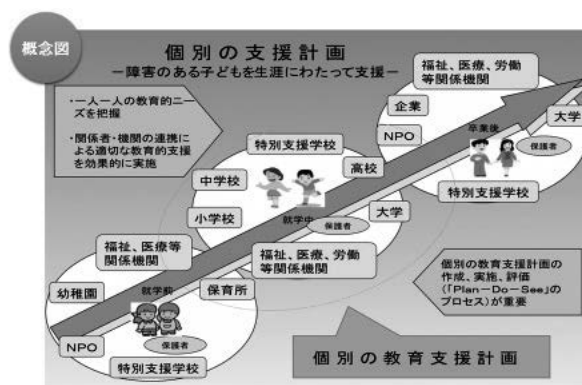 概念図
個別の支援計画
－障害のある子どもを生涯にわたって支援－
・一人一人の教育的ニー
ズを把握
・関係者・機関の連携に
よる適切な教育的支援
を効果的に実施
福祉、医療、労働
等関係機関
企業
NPO
卒業後
大学
保護者
特別支援学校
特別支援学校
中学校
高校
小学校
就学中
保護者
大学
福祉、医療、労働
等関係機関
福祉、医療等
関係機関
幼稚園
就学前
保育所
NPO
保護者
特別支援学校
個別の教育支援計画の
作成、実施、評価
(「Plan－Do－See」の
プロセス)が重要
個別の教育支援計画